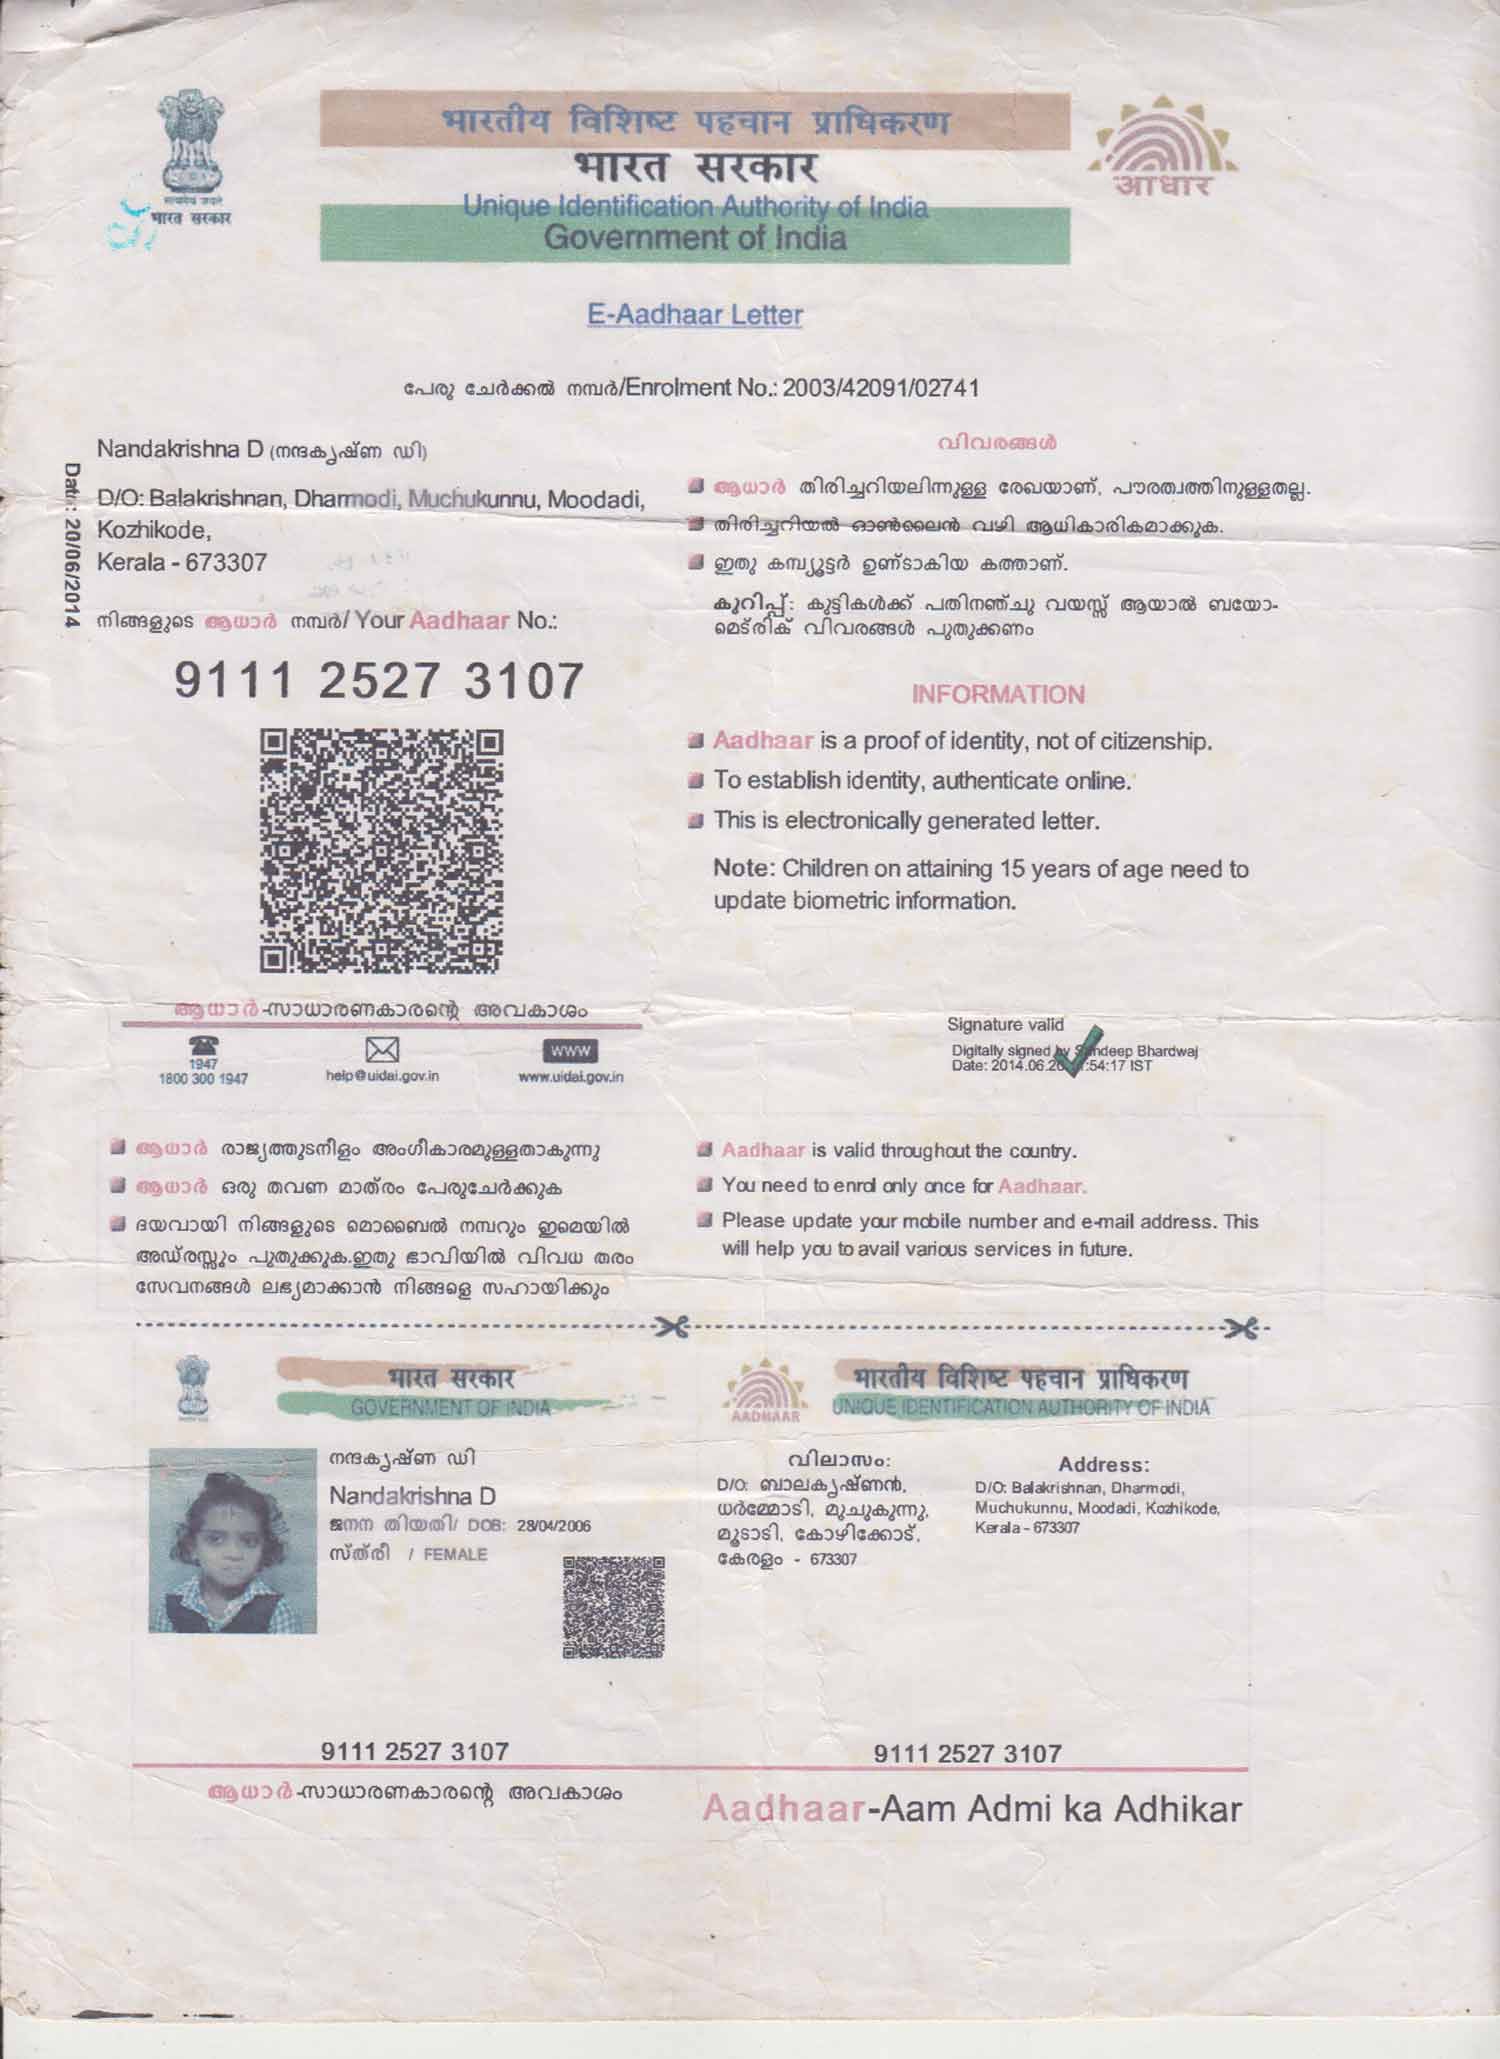 भारतीय विशिष्ट पहचान प्राधिकरण
भारत सरकार
Unique Identification Authority of India
Government of India
सत्यमेव जयते
भारत सरकार
आधार
E-Aadhaar Letter
പേരു ചേർക്കൽ നമ്പർ/Enrolment No.: 2003/42091/02741
Date: 20/06/2014
Nandakrishna D (നന്ദകൃഷ്ണ ഡി)
D/O: Balakrishnan, Dharmodi, Muchukunnu, Moodadi,
Kozhikode,
Kerala - 673307
നിങ്ങളുടെ ആധാർ നമ്പർ/ Your Aadhaar No.:
9111 2527 3107
വിവരങ്ങൾ
ആധാർ തിരിച്ചറിയലിന്നുള്ള രേഖയാണ്, പൗരത്വത്തിനുള്ളതല്ല.
തിരിച്ചറിയൽ ഓൺലൈൻ വഴി ആധികാരികമാക്കുക.
ഇതു കമ്പ്യൂട്ടർ ഉണ്ടാകിയ കത്താണ്.
കുറിപ്പ്: കുട്ടികൾക്ക് പതിനഞ്ചു വയസ്സ് ആയാൽ ബയോ-
മെട്രിക് വിവരങ്ങൾ പുതുക്കണം
INFORMATION
Aadhaar is a proof of identity, not of citizenship.
To establish identity, authenticate online.
This is electronically generated letter.
Note: Children on attaining 15 years of age need to
update biometric information.
ആധാർ-സാധാരണകാരന്റെ അവകാശം
1947
1800 300 1947
help@uidai.gov.in
www
www.uidai.gov.in
Signature valid
Digitally signed by Sandeep Bhardwaj
Date: 2014.06.20 :54:17 IST
ആധാർ രാജ്യത്തുടനീളം അംഗീകാരമുള്ളതാകുന്നു
ആധാർ ഒരു തവണ മാത്രം പേരുചേർക്കുക
ദയവായി നിങ്ങളുടെ മൊബൈൽ നമ്പറും ഇമെയിൽ
അഡ്രസ്സും പുതുക്കുക.ഇതു ഭാവിയിൽ വിവധ തരം
സേവനങ്ങൾ ലഭ്യമാക്കാൻ നിങ്ങളെ സഹായിക്കും
Aadhaar is valid throughout the country.
You need to enrol only once for Aadhaar.
Please update your mobile number and e-mail address. This
will help you to avail various services in future.
भारत सरकार
GOVERNMENT OF INDIA
നന്ദകൃഷ്ണ ഡി
Nandakrishna D
ജനന തിയതി/ DOB: 28/04/2006
സ്ത്രീ / FEMALE
9111 2527 3107
ആധാർ-സാധാരണകാരന്റെ അവകാശം
AADHAAR
भारतीय विशिष्ट पहचान प्राधिकरण
UNIQUE IDENTIFICATION AUTHORITY OF INDIA
വിലാസം:
D/O: ബാലകൃഷ്ണൻ,
ധർമ്മോടി, മുചുകുന്നു,
മൂടാടി, കോഴിക്കോട്,
കേരളം - 673307
Address:
D/O: Balakrishnan, Dharmodi,
Muchukunnu, Moodadi, Kozhikode,
Kerala - 673307
9111 2527 3107
Aadhaar-Aam Admi ka Adhikar